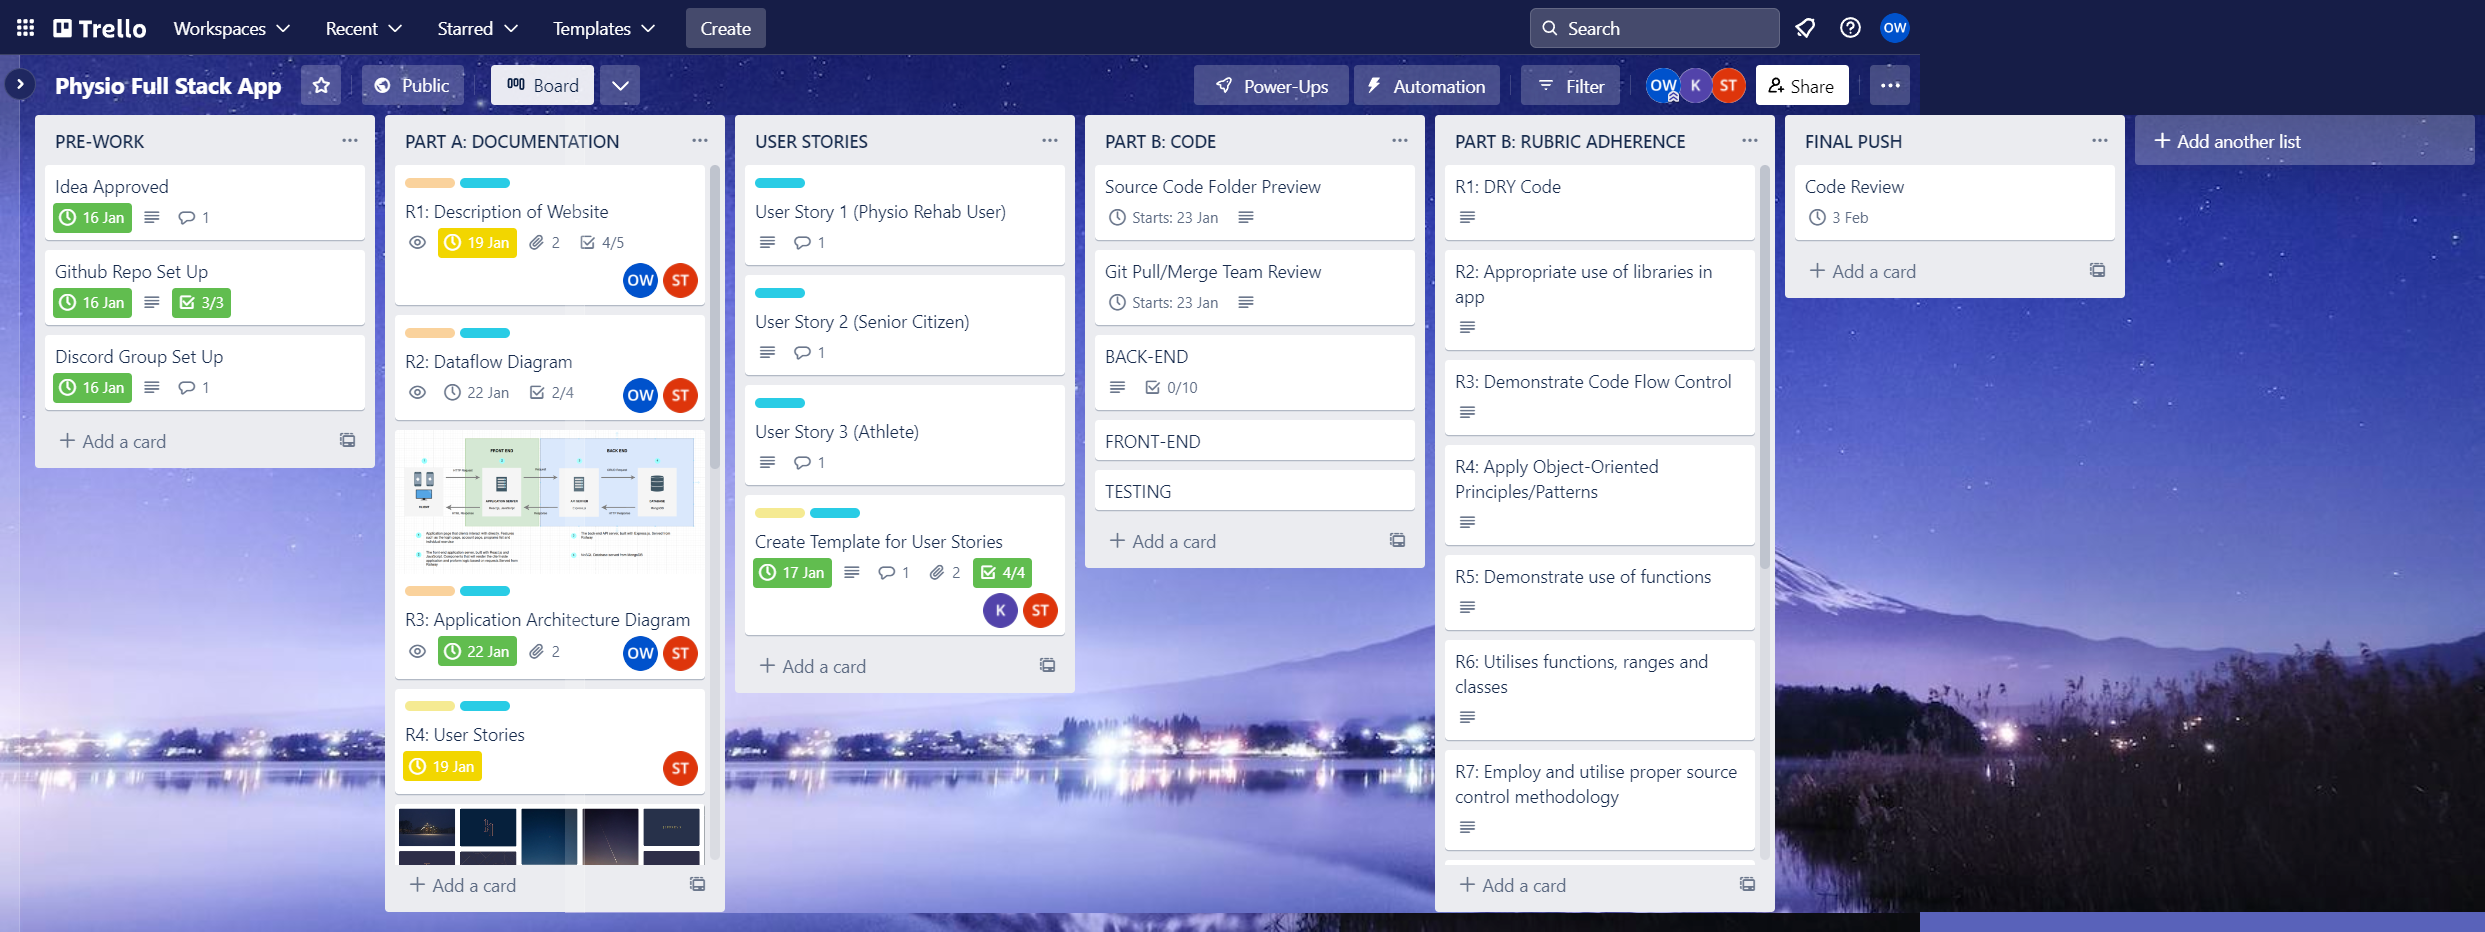 Trello
Workspaces
Recent
Starred
Templates
Create
Search
OW
Physio Full Stack App
Public
Board
Power-Ups
Automation
Filter
OW
K
ST
Share
PRE-WORK
Idea Approved
16 Jan
1
Github Repo Set Up
16 Jan
3/3
Discord Group Set Up
16 Jan
1
+ Add a card
PART A: DOCUMENTATION
R1: Description of Website
19 Jan
2
4/5
OW
ST
R2: Dataflow Diagram
22 Jan
2/4
OW
ST
FRONT END
BACK END
R3: Application Architecture Diagram
22 Jan
2
OW
ST
R4: User Stories
19 Jan
ST
+ Add a card
USER STORIES
User Story 1 (Physio Rehab User)
1
User Story 2 (Senior Citizen)
1
User Story 3 (Athlete)
1
Create Template for User Stories
17 Jan
1
2
4/4
K
ST
+ Add a card
PART B: CODE
Source Code Folder Preview
Starts: 23 Jan
Git Pull/Merge Team Review
Starts: 23 Jan
BACK-END
0/10
FRONT-END
TESTING
+ Add a card
PART B: RUBRIC ADHERENCE
R1: DRY Code
R2: Appropriate use of libraries in
app
R3: Demonstrate Code Flow Control
R4: Apply Object-Oriented
Principles/Patterns
R5: Demonstrate use of functions
R6: Utilises functions, ranges and
classes
R7: Employ and utilise proper source
control methodology
+ Add a card
FINAL PUSH
Code Review
3 Feb
+ Add a card
+ Add another list